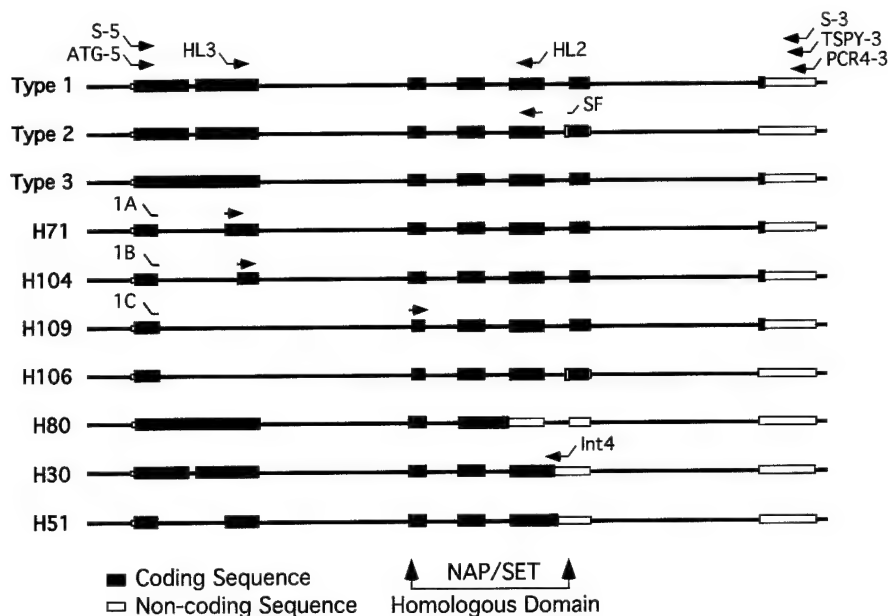 S-5
ATG-5
HL3
HL2
S-3
TSPY-3
PCR4-3
Type 1
SF
Type 2
Type 3
1A
H71
1B
H104
1C
H109
H106
H80
Int4
H30
H51
Coding Sequence
NAP/SET
Non-coding Sequence
Homologous Domain